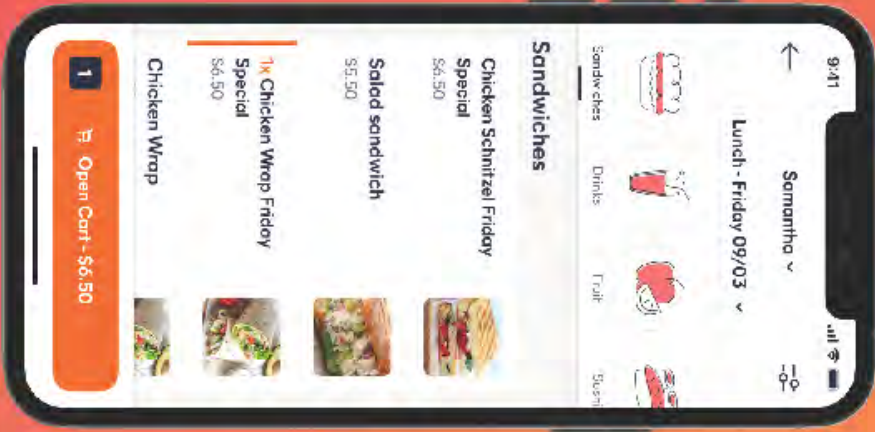 9:41
Samantha
Lunch - Friday 09/03
Sandwiches
Drinks
Fruit
Sushi
Sandwiches
Chicken Schnitzel Friday
Special
$6.50
Salad sandwich
$5.50
1x Chicken Wrap Friday
Special
$6.50
Chicken Wrap
1 Open Cart - $6.50